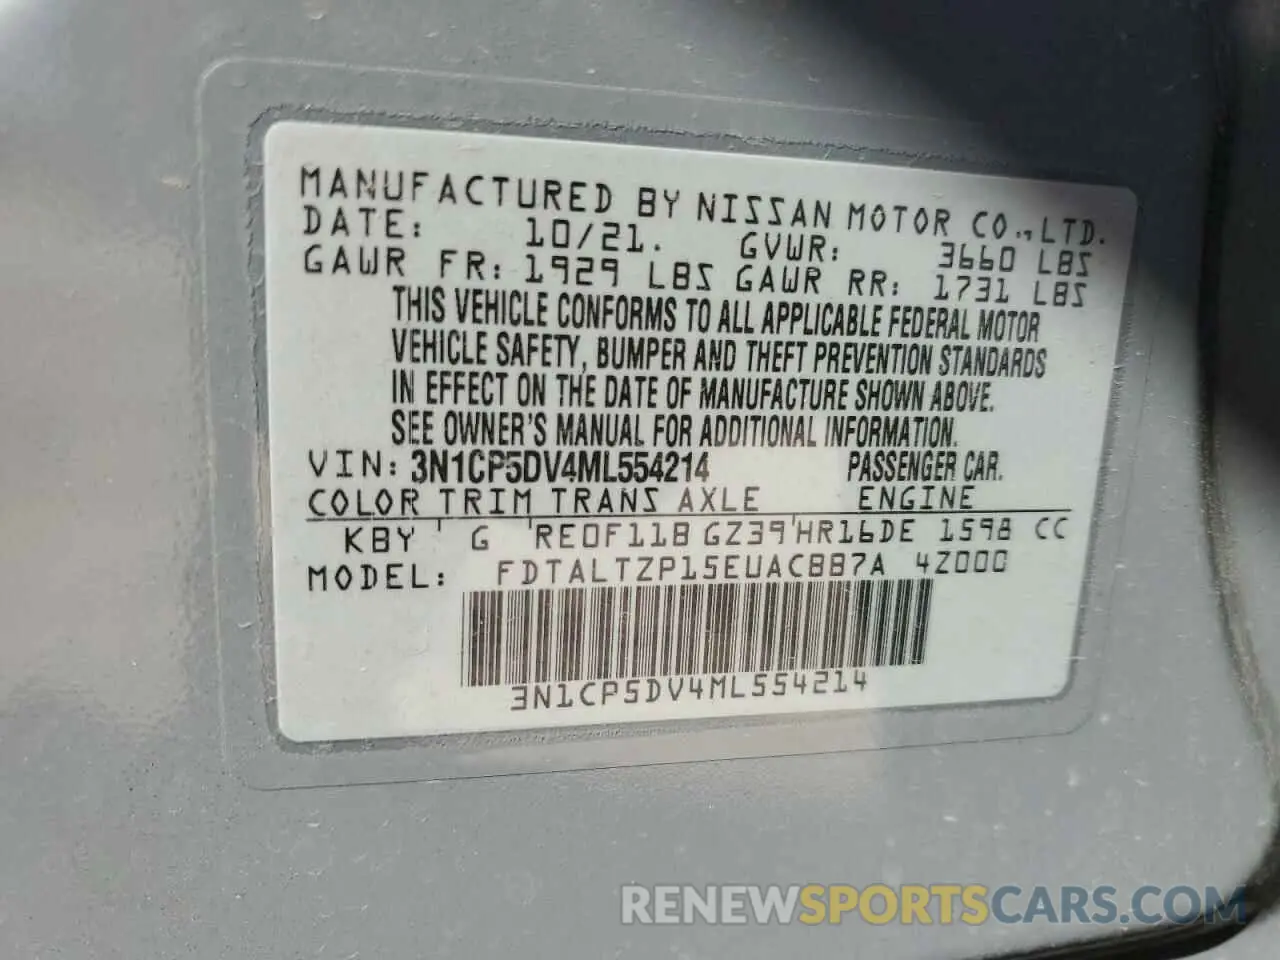 MANUFACTURED BY NISSAN MOTOR CO., LTD.
DATE: 10/21. GVWR: 3660 LBS
GAWR FR: 1929 LBS GAWR RR: 1731 LBS
THIS VEHICLE CONFORMS TO ALL APPLICABLE FEDERAL MOTOR
VEHICLE SAFETY, BUMPER AND THEFT PREVENTION STANDARDS
IN EFFECT ON THE DATE OF MANUFACTURE SHOWN ABOVE.
SEE OWNER'S MANUAL FOR ADDITIONAL INFORMATION.
VIN: 3N1CP5DV4ML554214 PASSENGER CAR.
COLOR TRIM TRANS AXLE ENGINE
KBY ' G ' RE0F11B GZ39'HR16DE 1598 CC
MODEL: FDTALTZP15EUACBB7A 4Z000
3N1CP5DV4ML554214
RENEWSPORTSCARS.COM